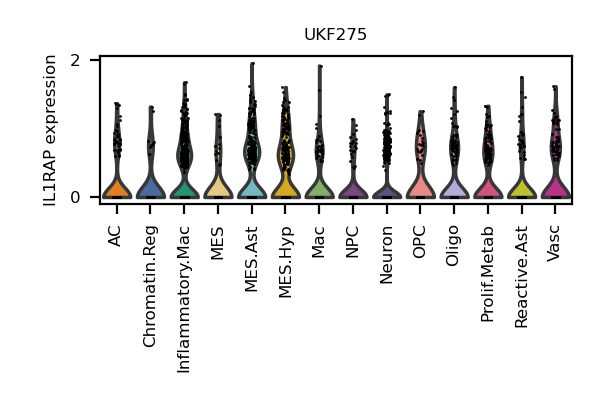 UKF275
IL1RAP expression
2
0
AC
Chromatin.Reg
Inflammatory.Mac
MES
MES.Ast
MES.Hyp
Mac
NPC
Neuron
OPC
Oligo
Prolif.Metab
Reactive.Ast
Vasc